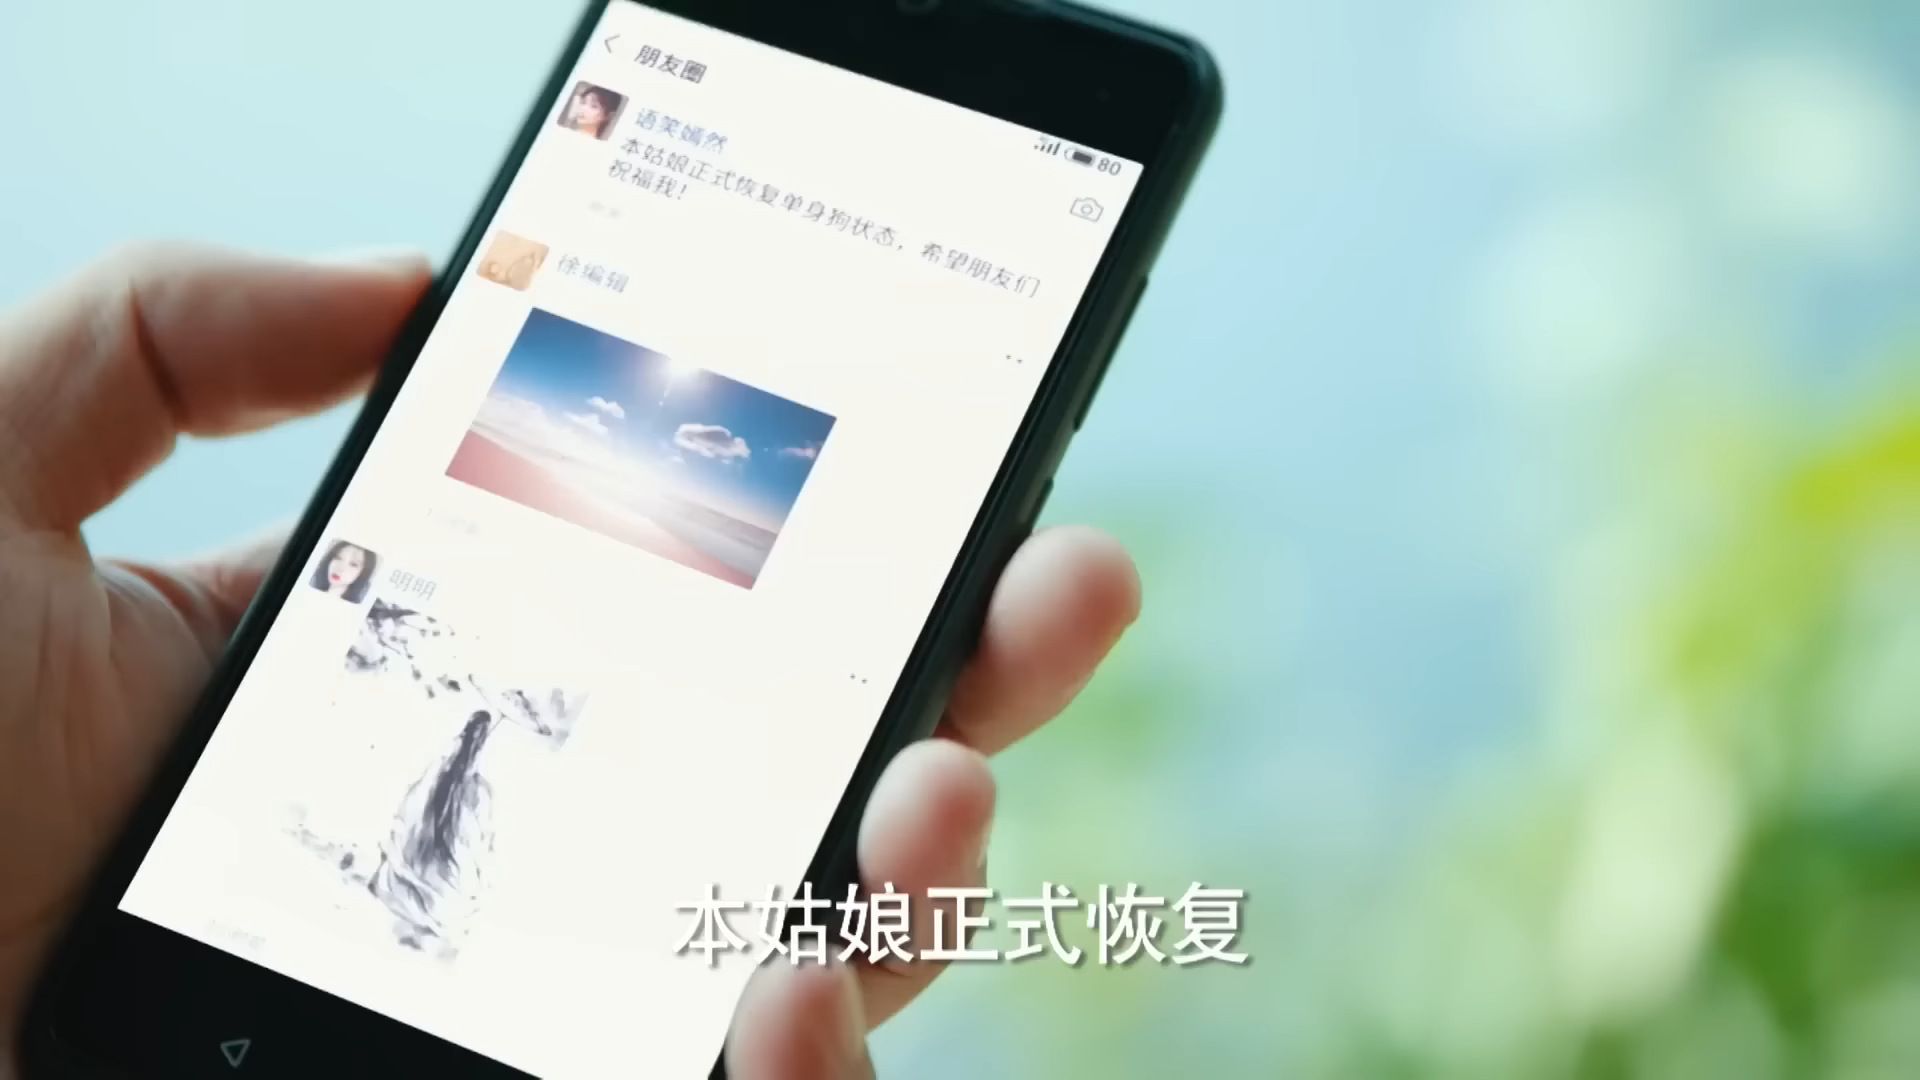 朋友圈
80
语笑嫣然
本姑娘正式恢复单身狗状态，希望朋友们
祝福我！
徐编辑
明明
本姑娘正式恢复